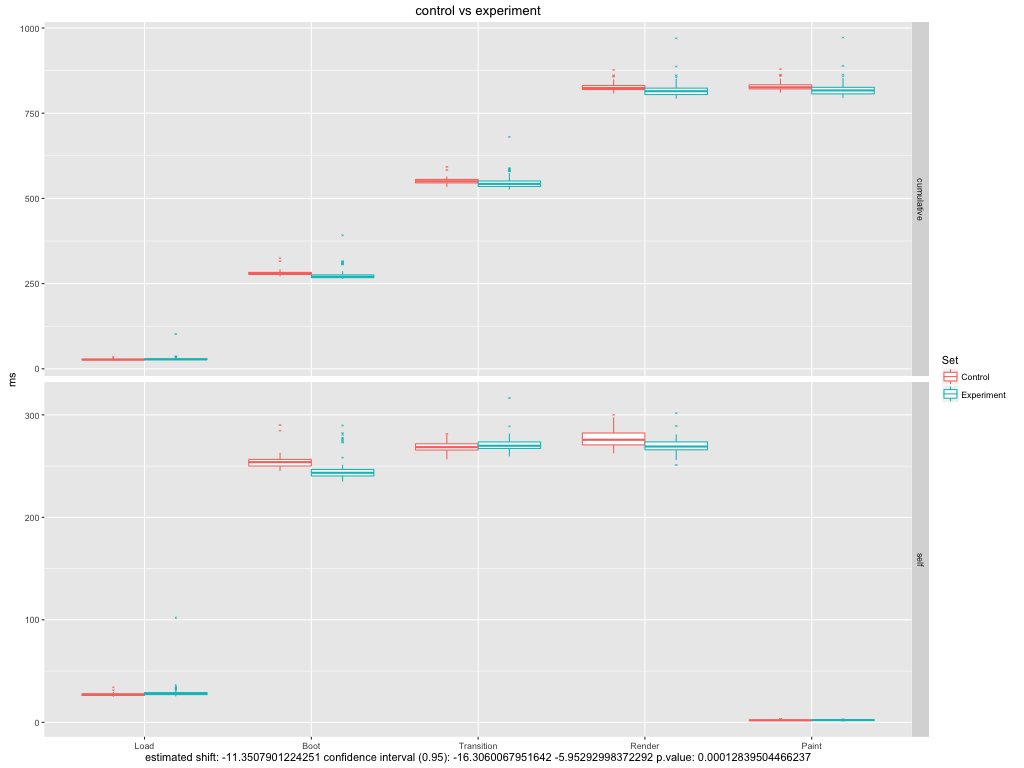 control vs experiment
1000
750
500
250
0
cumulative
ms
300
200
100
0
self
Set
Control
Experiment
Load Boot Transition Render Paint
estimated shift: -11.3507901224251 confidence interval (0.95): -16.3060067951642 -5.95292998372292 p.value: 0.00012839504466237